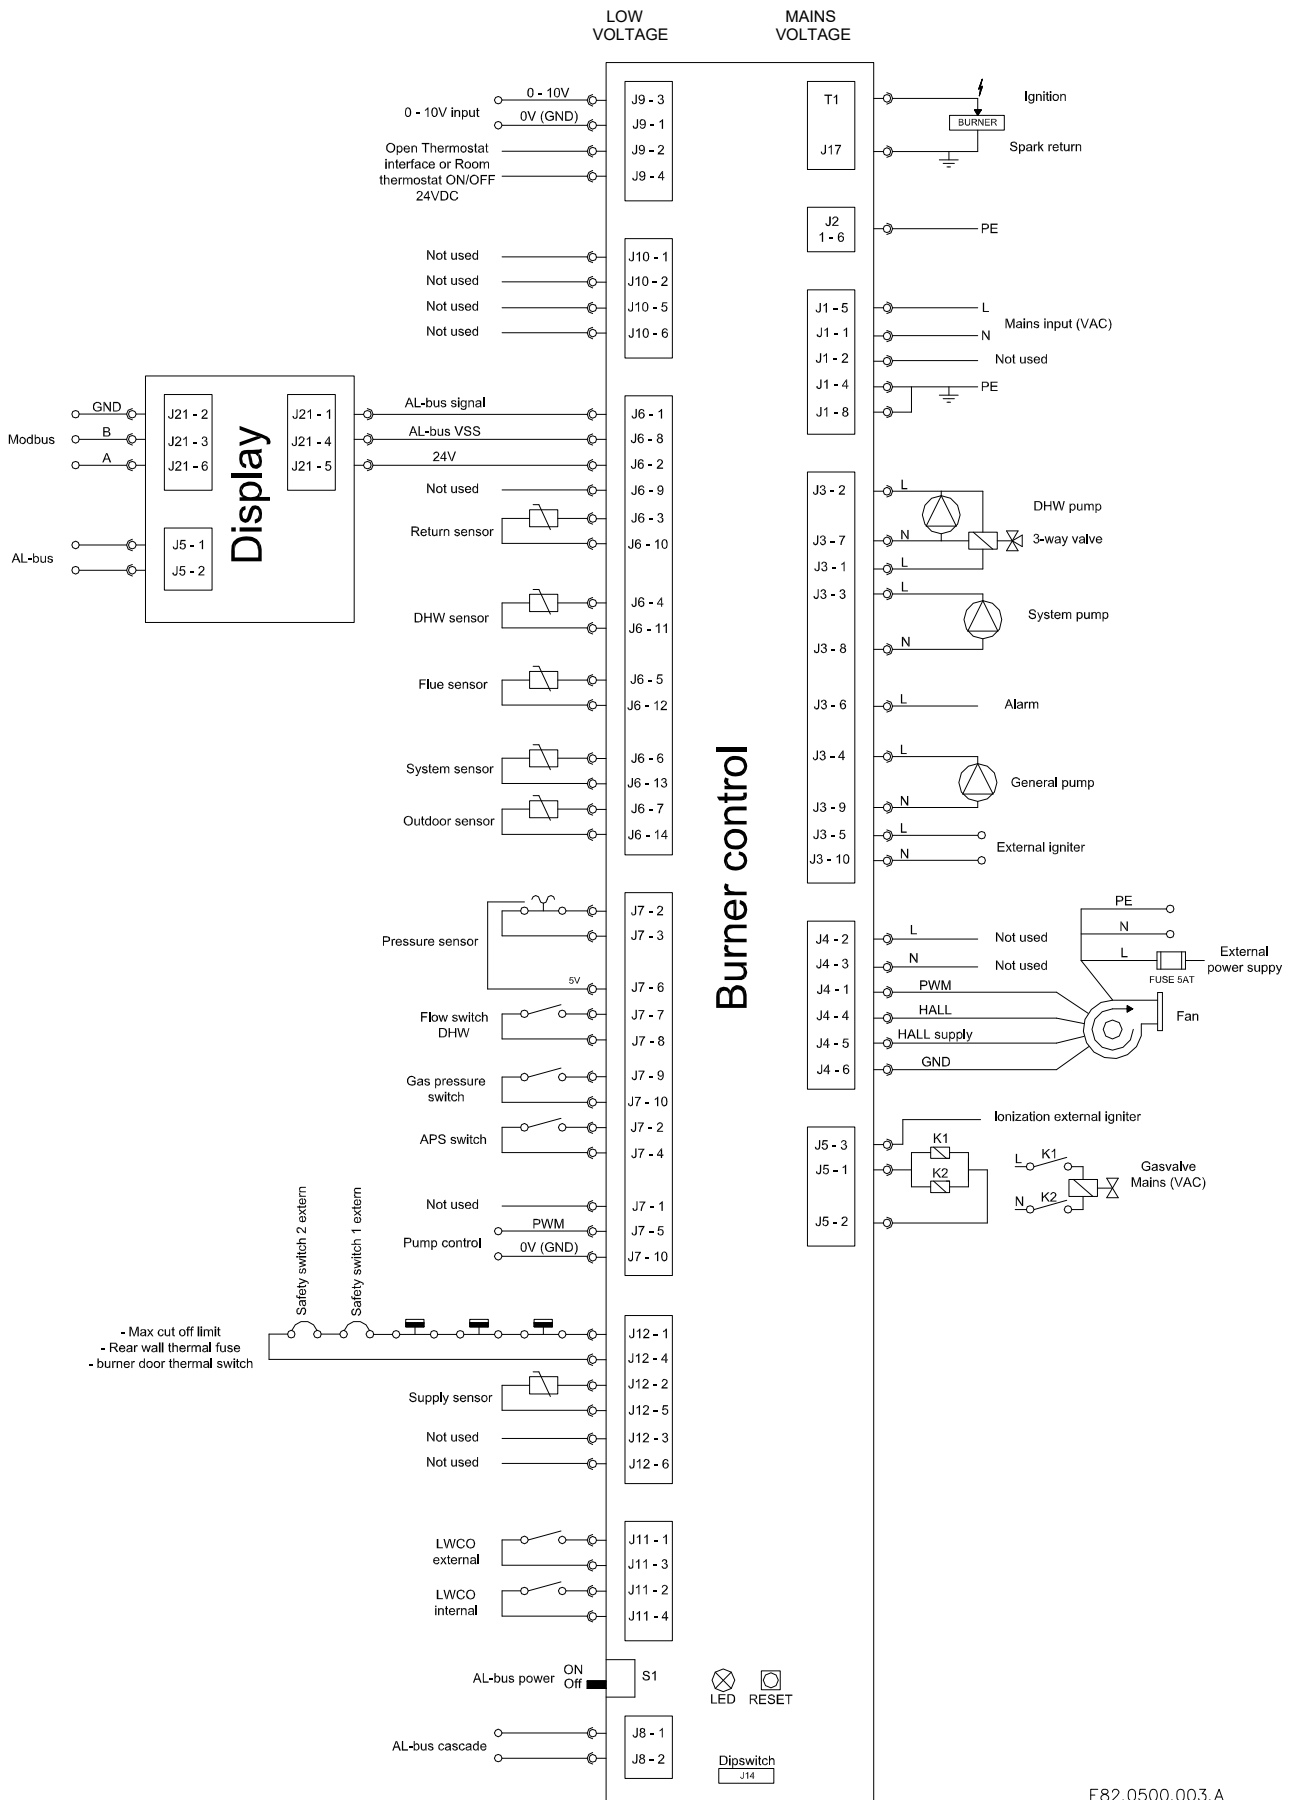 LOW
VOLTAGE
MAINS
VOLTAGE
0 - 10V input
0 - 10V
0V (GND)
J9 - 3
J9 - 1
Open Thermostat
interface or Room
thermostat ON/OFF
24VDC
J9 - 2
J9 - 4
Not used
J10 - 1
Not used
J10 - 2
Not used
J10 - 5
Not used
J10 - 6
Modbus
GND
B
A
J21 - 2
J21 - 3
J21 - 6
AL-bus
J5 - 1
J5 - 2
Display
J21 - 1
J21 - 4
J21 - 5
AL-bus signal
J6 - 1
AL-bus VSS
J6 - 8
24V
J6 - 2
Not used
J6 - 9
Return sensor
J6 - 3
J6 - 10
DHW sensor
J6 - 4
J6 - 11
Flue sensor
J6 - 5
J6 - 12
System sensor
J6 - 6
J6 - 13
Outdoor sensor
J6 - 7
J6 - 14
Pressure sensor
J7 - 2
J7 - 3
5V
J7 - 6
Flow switch
DHW
J7 - 7
J7 - 8
Gas pressure
switch
J7 - 9
J7 - 10
APS switch
J7 - 2
J7 - 4
Not used
J7 - 1
Pump control
PWM
J7 - 5
0V (GND)
J7 - 10
Safety switch 2 extern
Safety switch 1 extern
- Max cut off limit
- Rear wall thermal fuse
- burner door thermal switch
J12 - 1
J12 - 4
Supply sensor
J12 - 2
J12 - 5
Not used
J12 - 3
Not used
J12 - 6
LWCO
external
J11 - 1
J11 - 3
LWCO
internal
J11 - 2
J11 - 4
AL-bus power
ON
Off
S1
AL-bus cascade
J8 - 1
J8 - 2
Burner control
LED
RESET
Dipswitch
J14
T1
Ignition
BURNER
J17
Spark return
J2
1 - 6
PE
J1 - 5
L
J1 - 1
N
Mains input (VAC)
J1 - 2
Not used
J1 - 4
PE
J1 - 8
J3 - 2
L
DHW pump
J3 - 7
N
3-way valve
J3 - 1
L
J3 - 3
L
System pump
J3 - 8
N
J3 - 6
L
Alarm
J3 - 4
L
General pump
J3 - 9
N
J3 - 5
L
External igniter
J3 - 10
N
J4 - 2
L
Not used
J4 - 3
N
Not used
J4 - 1
PWM
J4 - 4
HALL
J4 - 5
HALL supply
J4 - 6
GND
PE
N
L
FUSE 5AT
External
power suppy
Fan
Ionization external igniter
J5 - 3
J5 - 1
J5 - 2
K1
K2
L
K1
N
K2
Gasvalve
Mains (VAC)
E82.0500.003.A